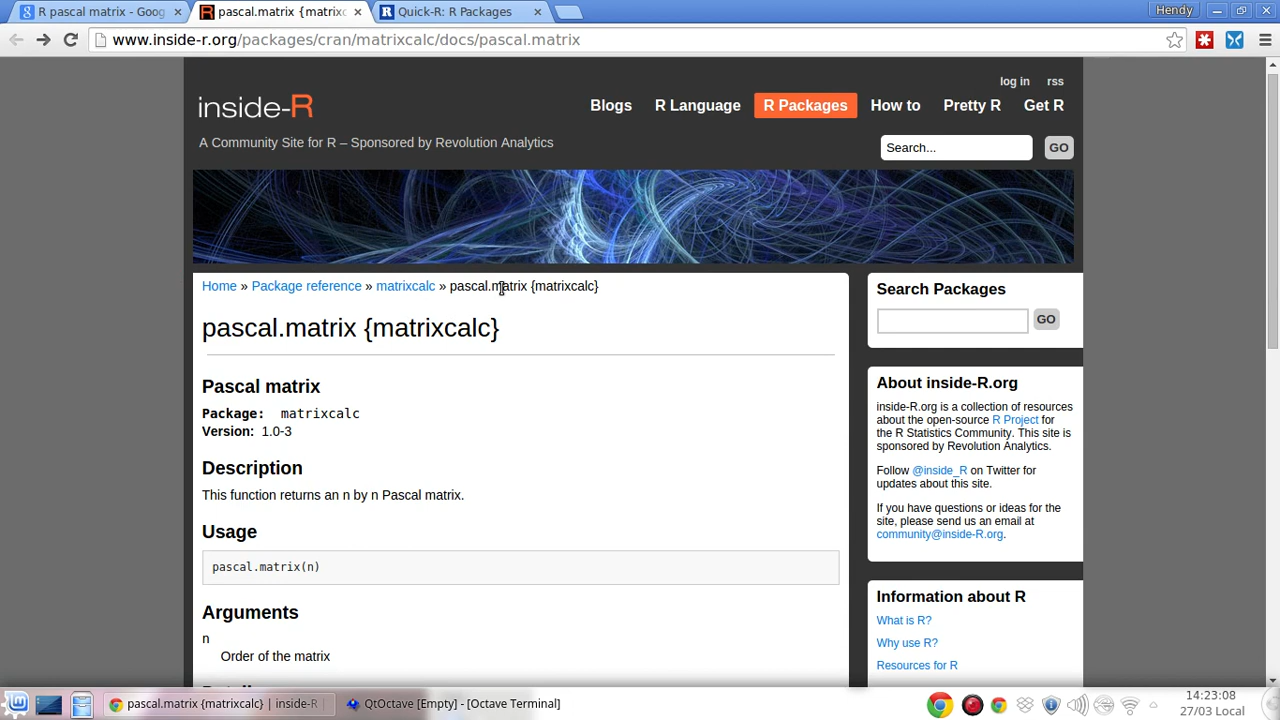 R pascal matrix - Goog
pascal.matrix {matrixc
Quick-R: R Packages
Hendy
www.inside-r.org/packages/cran/matrixcalc/docs/pascal.matrix
log in rss
inside-R
Blogs R Language R Packages How to Pretty R Get R
A Community Site for R – Sponsored by Revolution Analytics
Search... GO
Home » Package reference » matrixcalc » pascal.matrix {matrixcalc}
pascal.matrix {matrixcalc}
Pascal matrix
Package: matrixcalc
Version: 1.0-3
Description
This function returns an n by n Pascal matrix.
Usage
pascal.matrix(n)
Arguments
n
Order of the matrix
Search Packages
GO
About inside-R.org
inside-R.org is a collection of resources
about the open-source R Project for
the R Statistics Community. This site is
sponsored by Revolution Analytics.
Follow @inside_R on Twitter for
updates about this site.
If you have questions or ideas for the
site, please send us an email at
community@inside-R.org.
Information about R
What is R?
Why use R?
Resources for R
pascal.matrix {matrixcalc} | inside-R
QtOctave [Empty] - [Octave Terminal]
14:23:08
27/03 Local